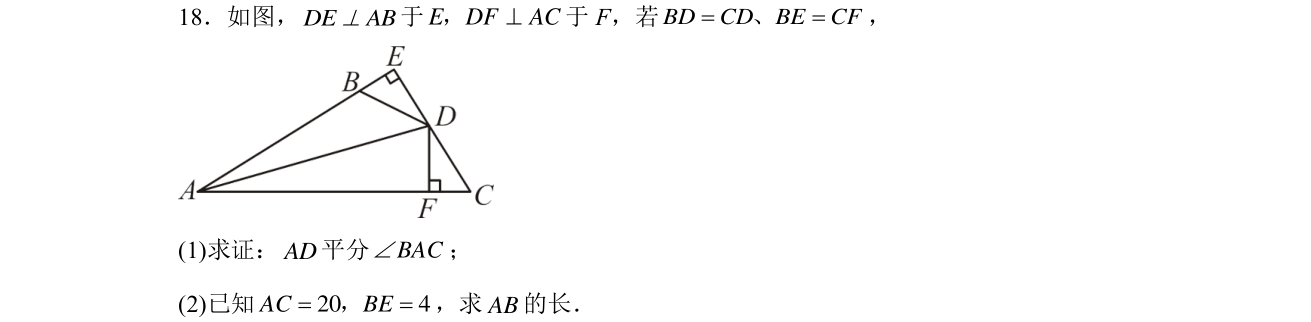 18．如图，DE⊥AB于E，DF⊥AC于F，若BD=CD、BE=CF，
E
B
D
A
F
C
(1)求证：AD平分∠BAC；
(2)已知AC=20，BE=4，求AB的长．